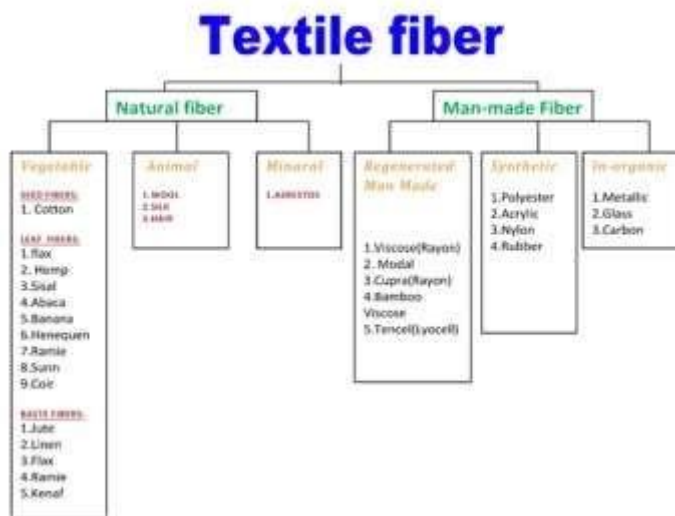 Textile fiber
Natural fiber
Man-made Fiber
Vegetable
SEED FIBERS:
1. Cotton
LEAF FIBERS:
1.flax
2. Hemp
3.Sisal
4.Abaca
5.Banana
6.Henequen
7.Ramie
8.Sunn
9.Coir
BASTE FIBERS:
1.Jute
2.Linen
3.Flax
4.Ramie
5.Kenaf
Animal
1.WOOL
2.SILK
3.HAIR
Minaral
1.ASBESTOS
Regenerated
Man Made
1.Viscose(Rayon)
2. Modal
3.Cupra(Rayon)
4.Bamboo
Viscose
5.Tencel(Lyocell)
Synthetic
1.Polyester
2.Acrylic
3.Nylon
4.Rubber
In-organic
1.Metallic
2.Glass
3.Carbon